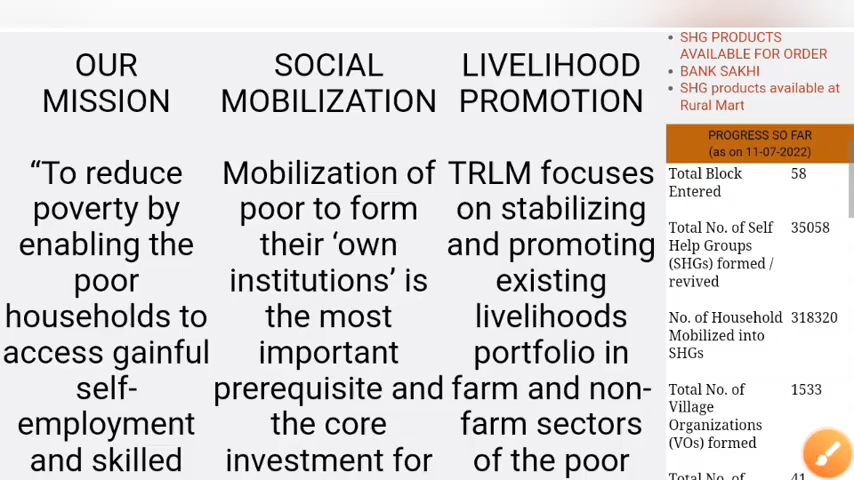 OUR
MISSION
“To reduce
poverty by
enabling the
poor
households to
access gainful
self-
employment
and skilled
SOCIAL
MOBILIZATION
Mobilization of
poor to form
their ‘own
institutions’ is
the most
important
prerequisite and
the core
investment for
LIVELIHOOD
PROMOTION
TRLM focuses
on stabilizing
and promoting
existing
livelihoods
portfolio in
farm and non-
farm sectors
of the poor
SHG PRODUCTS
AVAILABLE FOR ORDER
BANK SAKHI
SHG products available at
Rural Mart
PROGRESS SO FAR
(as on 11-07-2022)
Total Block 58
Entered
Total No. of Self 35058
Help Groups
(SHGs) formed /
revived
No. of Household 318320
Mobilized into
SHGs
Total No. of 1533
Village
Organizations
(VOs) formed
Total No. of 41